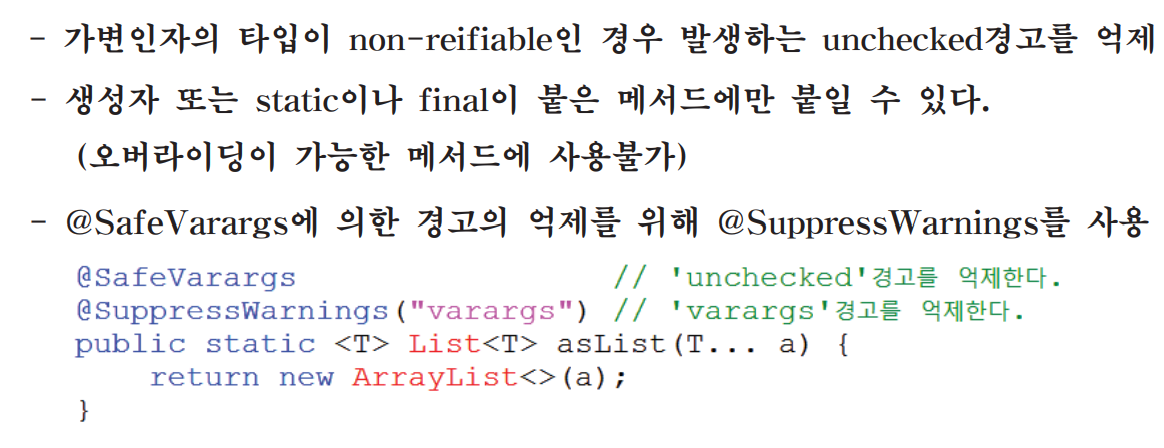 - 가변인자의 타입이 non-reifiable인 경우 발생하는 unchecked경고를 억제
- 생성자 또는 static이나 final이 붙은 메서드에만 붙일 수 있다.
(오버라이딩이 가능한 메서드에 사용불가)
- @SafeVarargs에 의한 경고의 억제를 위해 @SuppressWarnings를 사용
@SafeVarargs // 'unchecked'경고를 억제한다.
@SuppressWarnings("varargs") // 'varargs'경고를 억제한다.
public static <T> List<T> asList(T... a) {
    return new ArrayList<>(a);
}